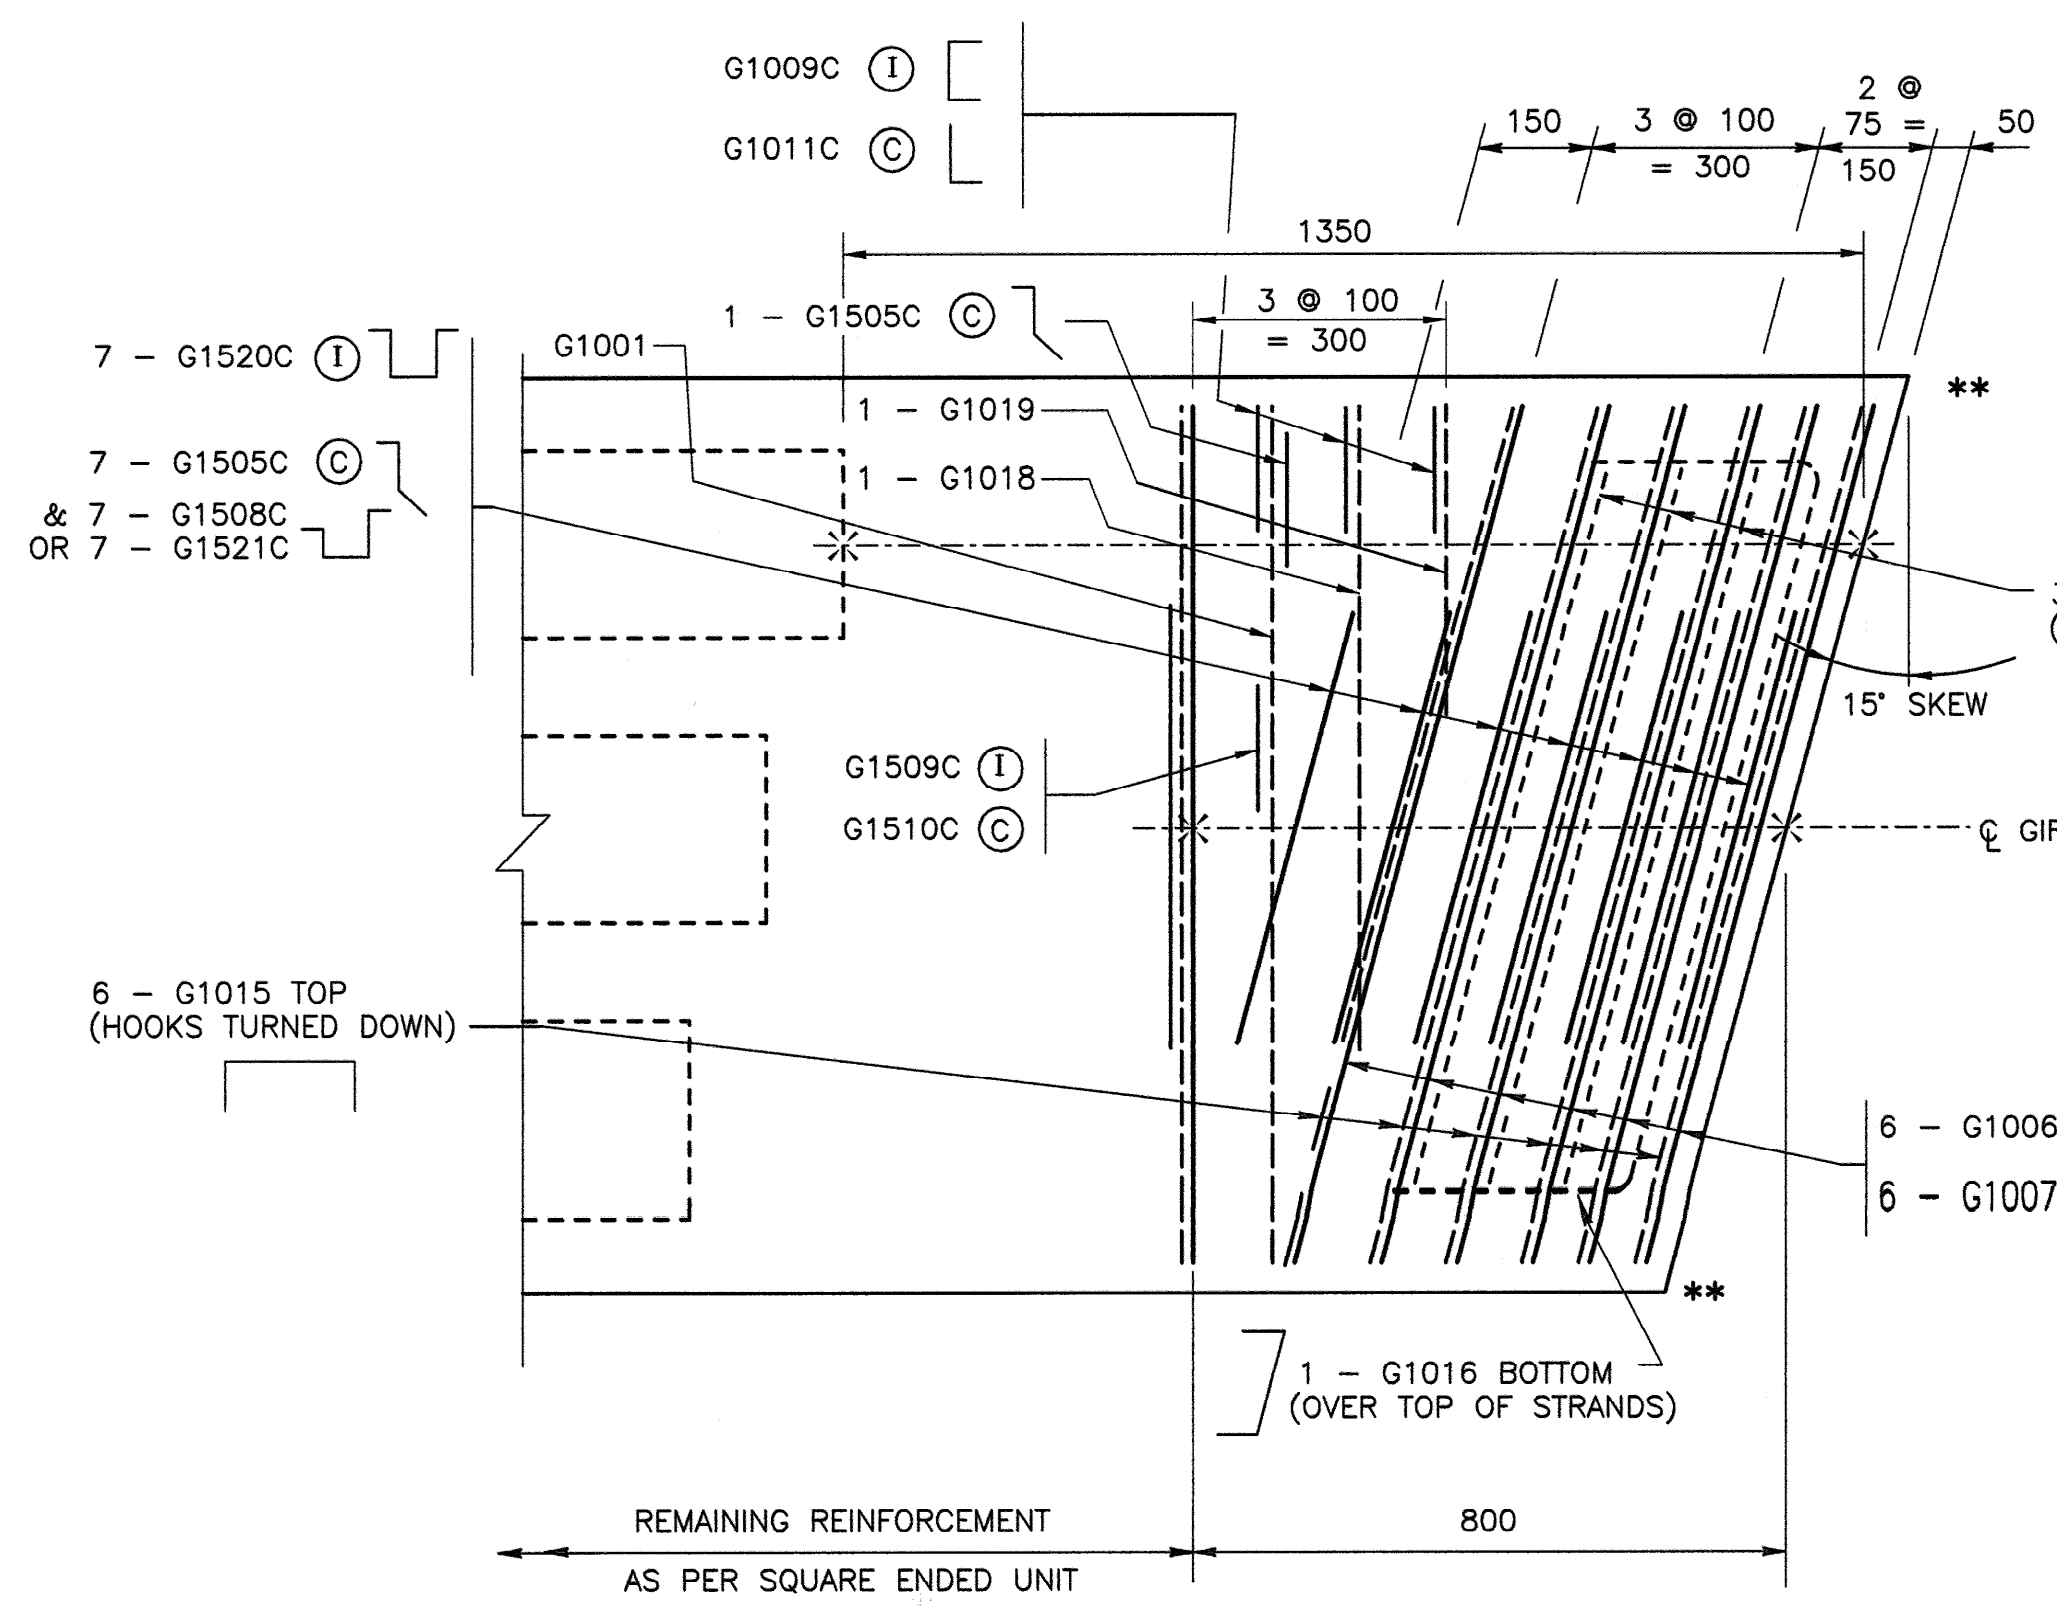 G1009C I
G1011C C
150
3 @ 100
= 300
2 @
75 =
150
50
1350
3 @ 100
= 300
1 - G1505C C
7 - G1520C I
G1001
7 - G1505C C
& 7 - G1508C
OR 7 - G1521C
1 - G1019
1 - G1018
**
15° SKEW
G1509C I
G1510C C
℄ GIR
6 - G1015 TOP
(HOOKS TURNED DOWN)
6 - G1006
6 - G1007
**
1 - G1016 BOTTOM
(OVER TOP OF STRANDS)
REMAINING REINFORCEMENT
AS PER SQUARE ENDED UNIT
800